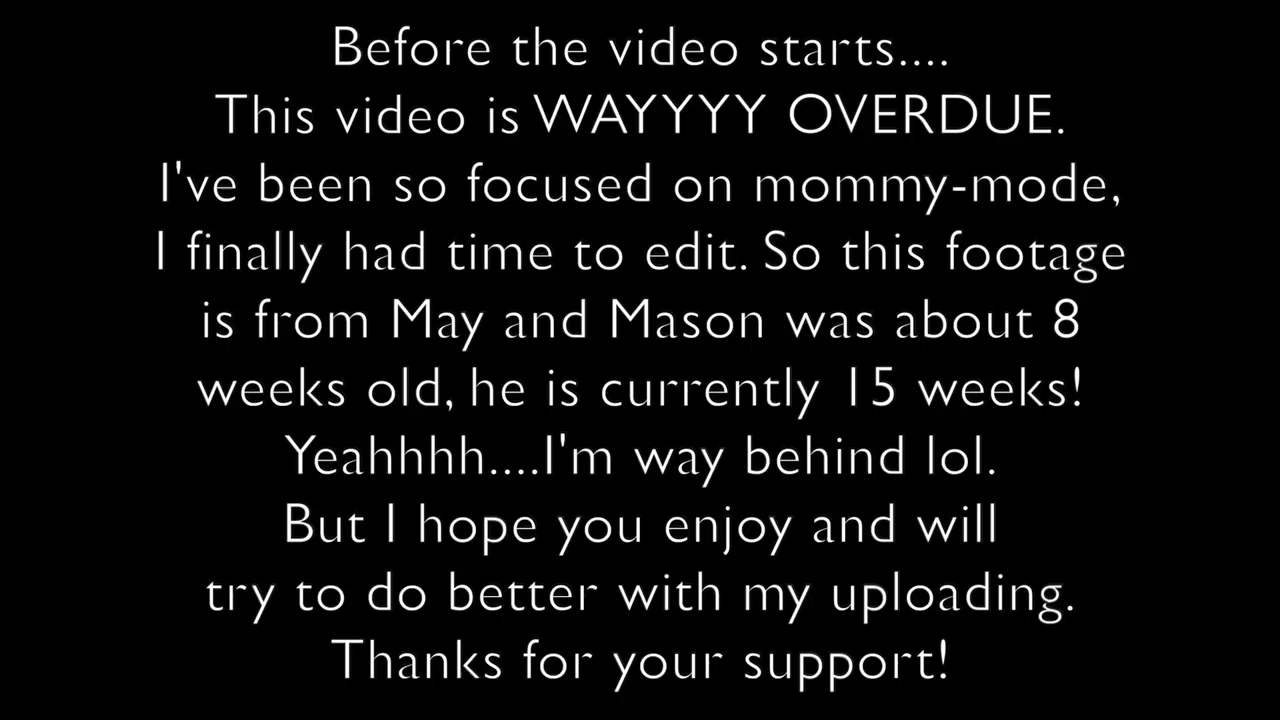 Before the video starts....
This video is WAYYYY OVERDUE.
I've been so focused on mommy-mode,
I finally had time to edit. So this footage
is from May and Mason was about 8
weeks old, he is currently 15 weeks!
Yeahhhh....I'm way behind lol.
But I hope you enjoy and will
try to do better with my uploading.
Thanks for your support!